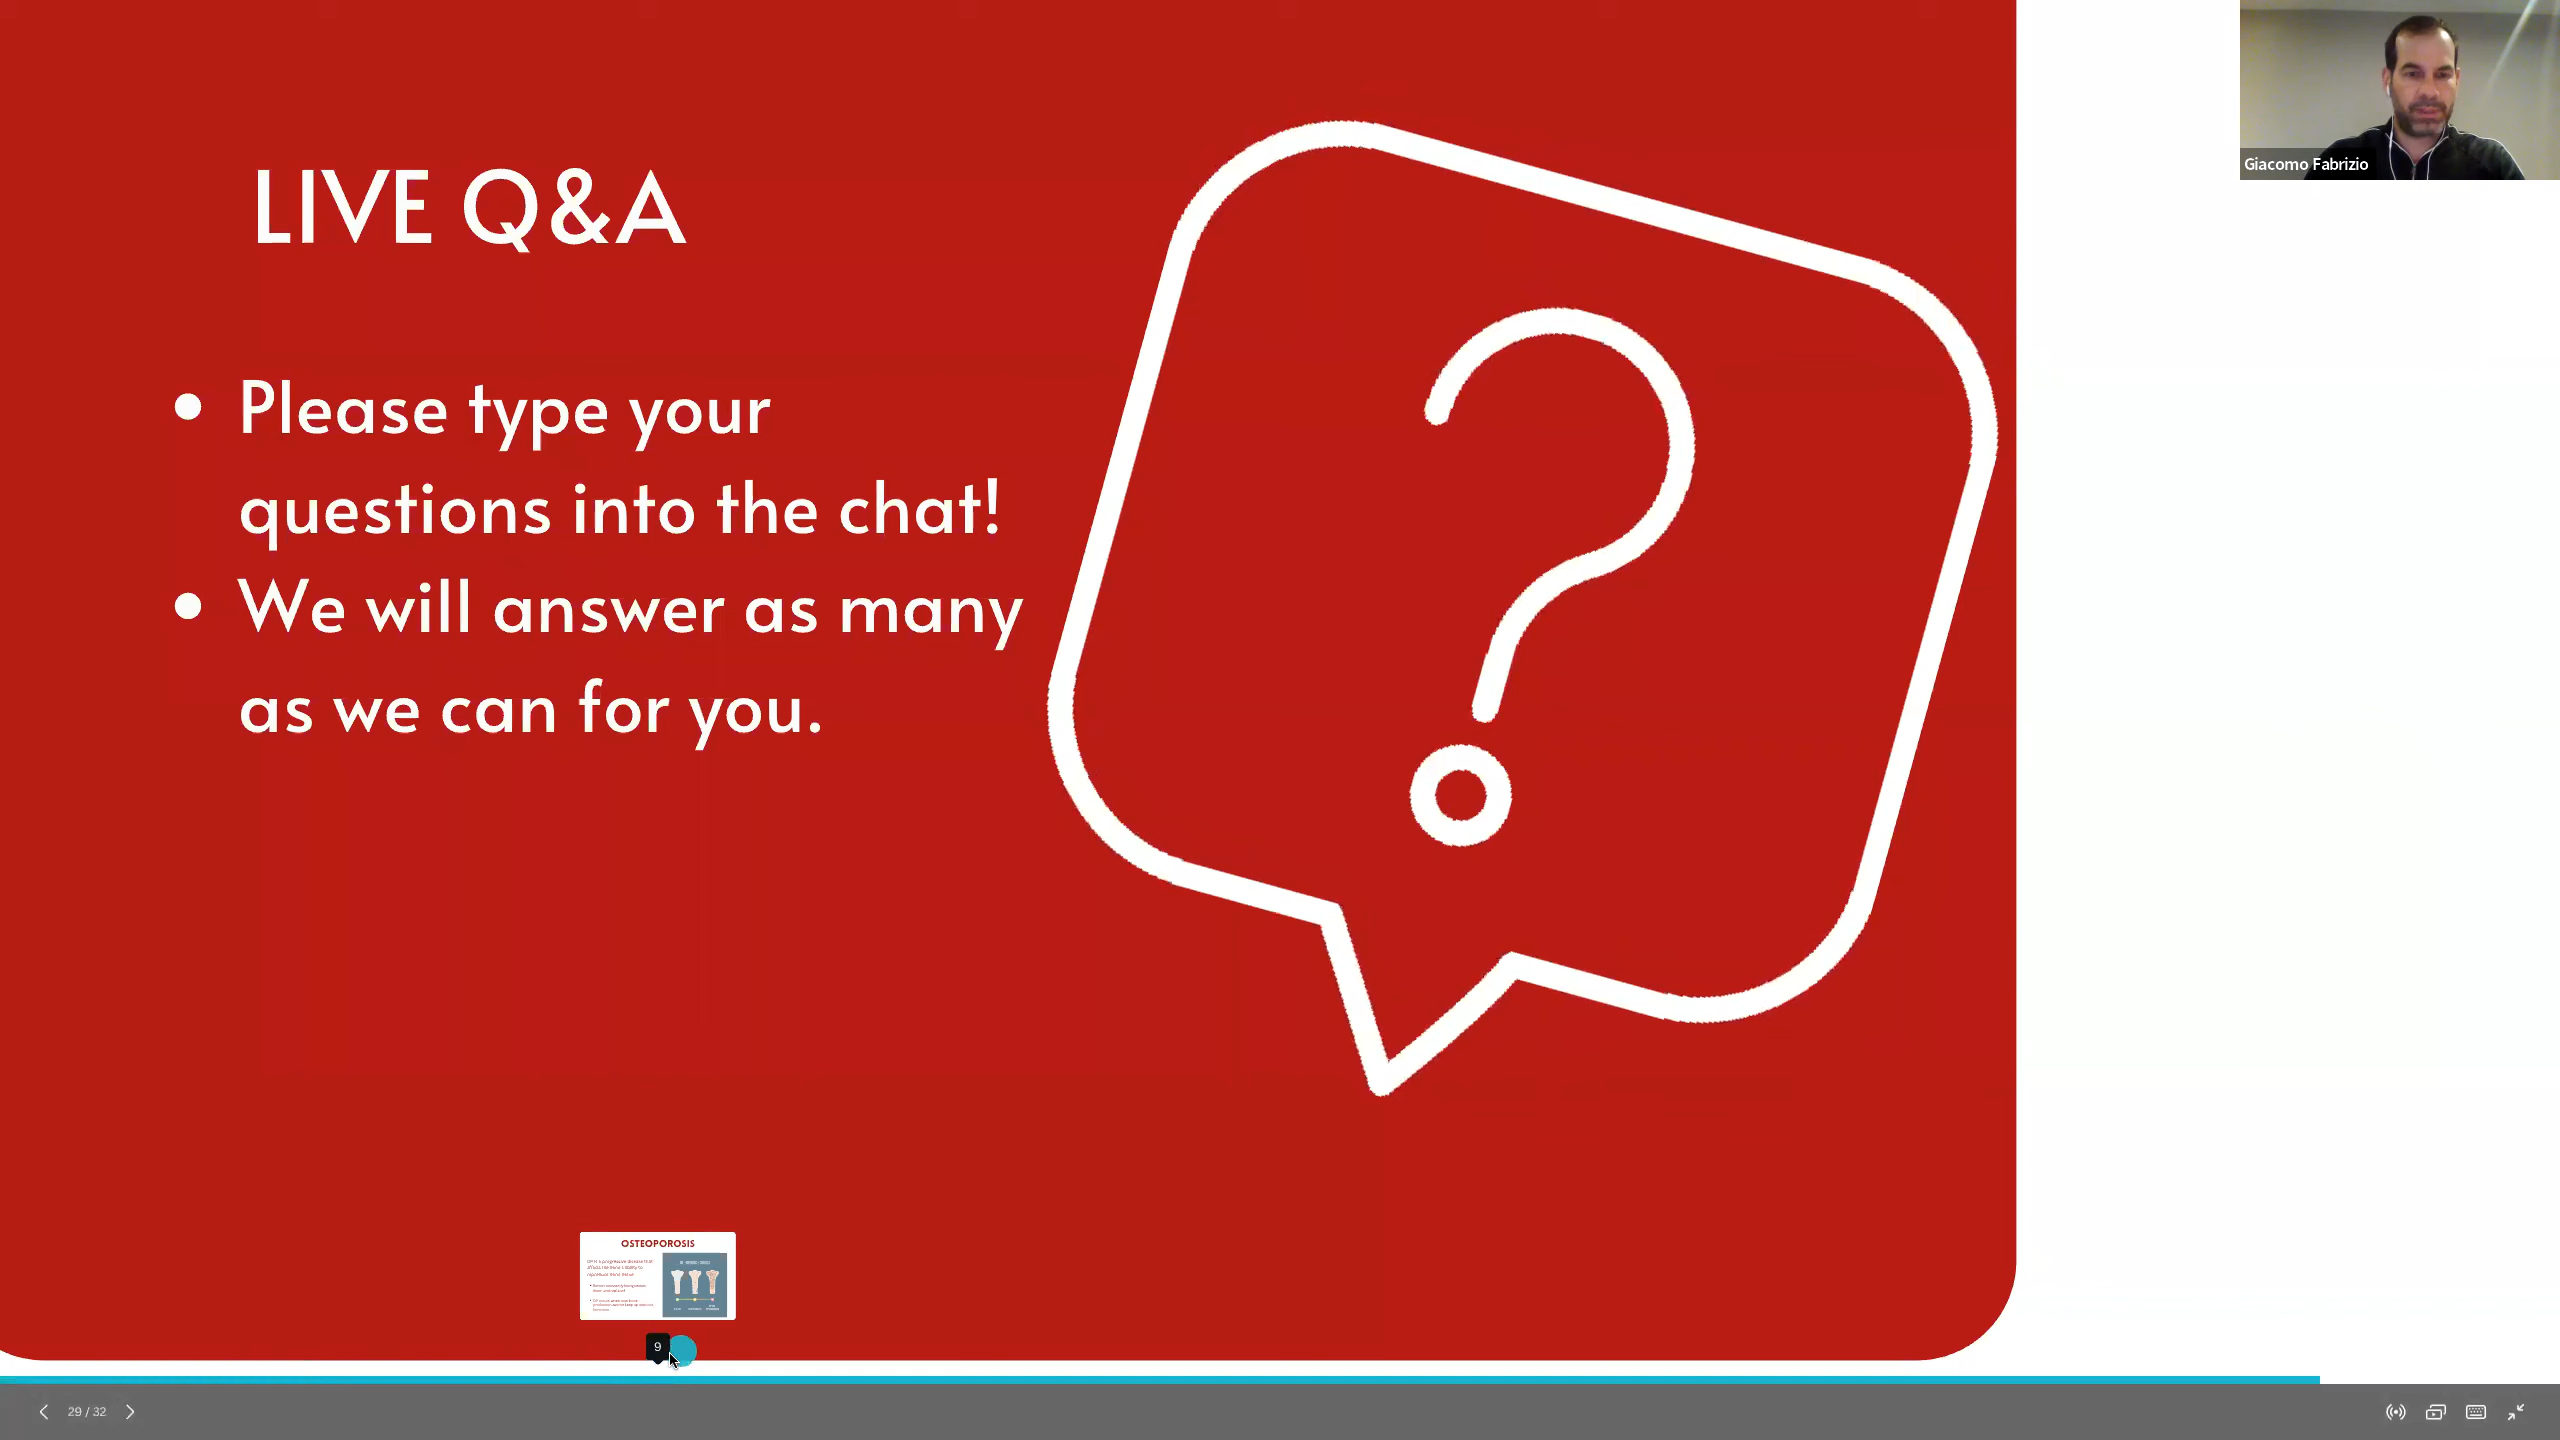 LIVE Q&A
Please type your
questions into the chat!
We will answer as many
as we can for you.
Giacomo Fabrizio
OSTEOPOROSIS
9
29 / 32